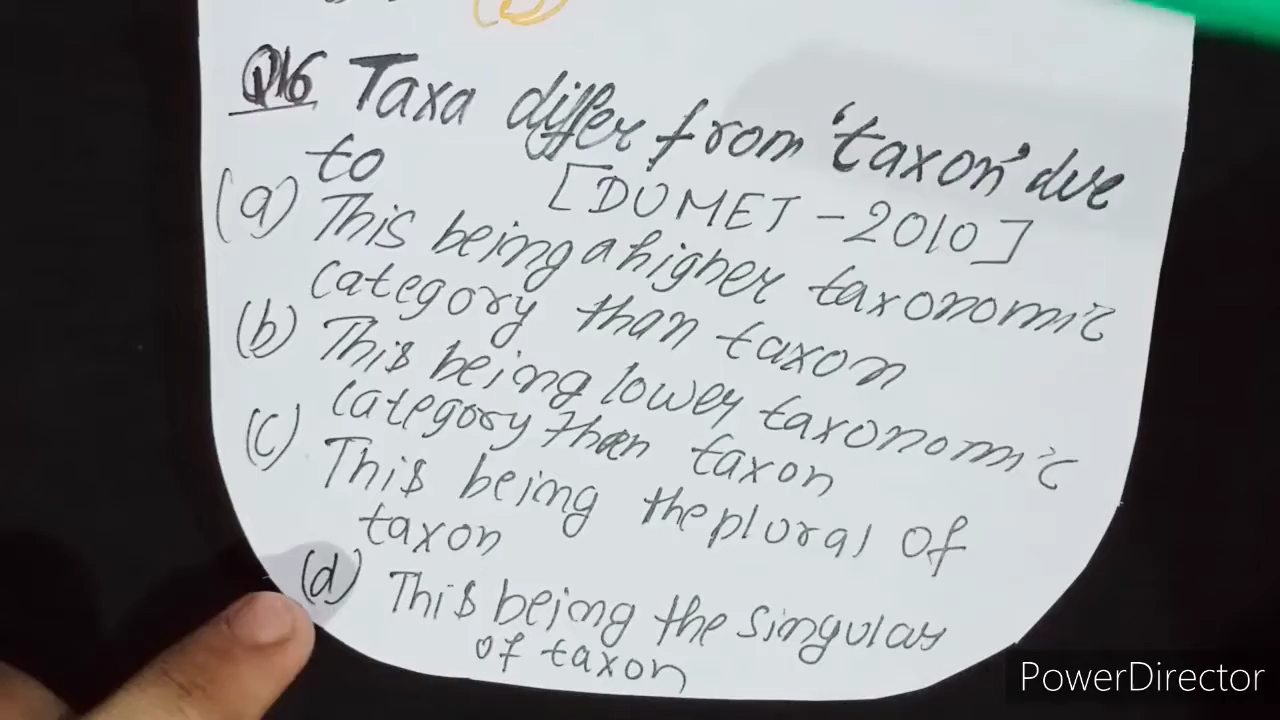 Q16 Taxa differ from 'taxon' due
to [DUMET - 2010]
(a) This being a higher taxonomic
category than taxon
(b) This being lower taxonomic
category than taxon
(c) This being the plural of
taxon
(d) This being the singular
of taxon
PowerDirector